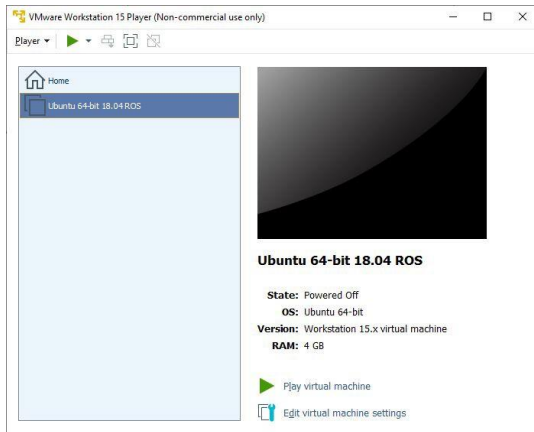 VMware Workstation 15 Player (Non-commercial use only)
Player
Home
Ubuntu 64-bit 18.04 ROS
Ubuntu 64-bit 18.04 ROS
State: Powered Off
OS: Ubuntu 64-bit
Version: Workstation 15.x virtual machine
RAM: 4 GB
Play virtual machine
Edit virtual machine settings